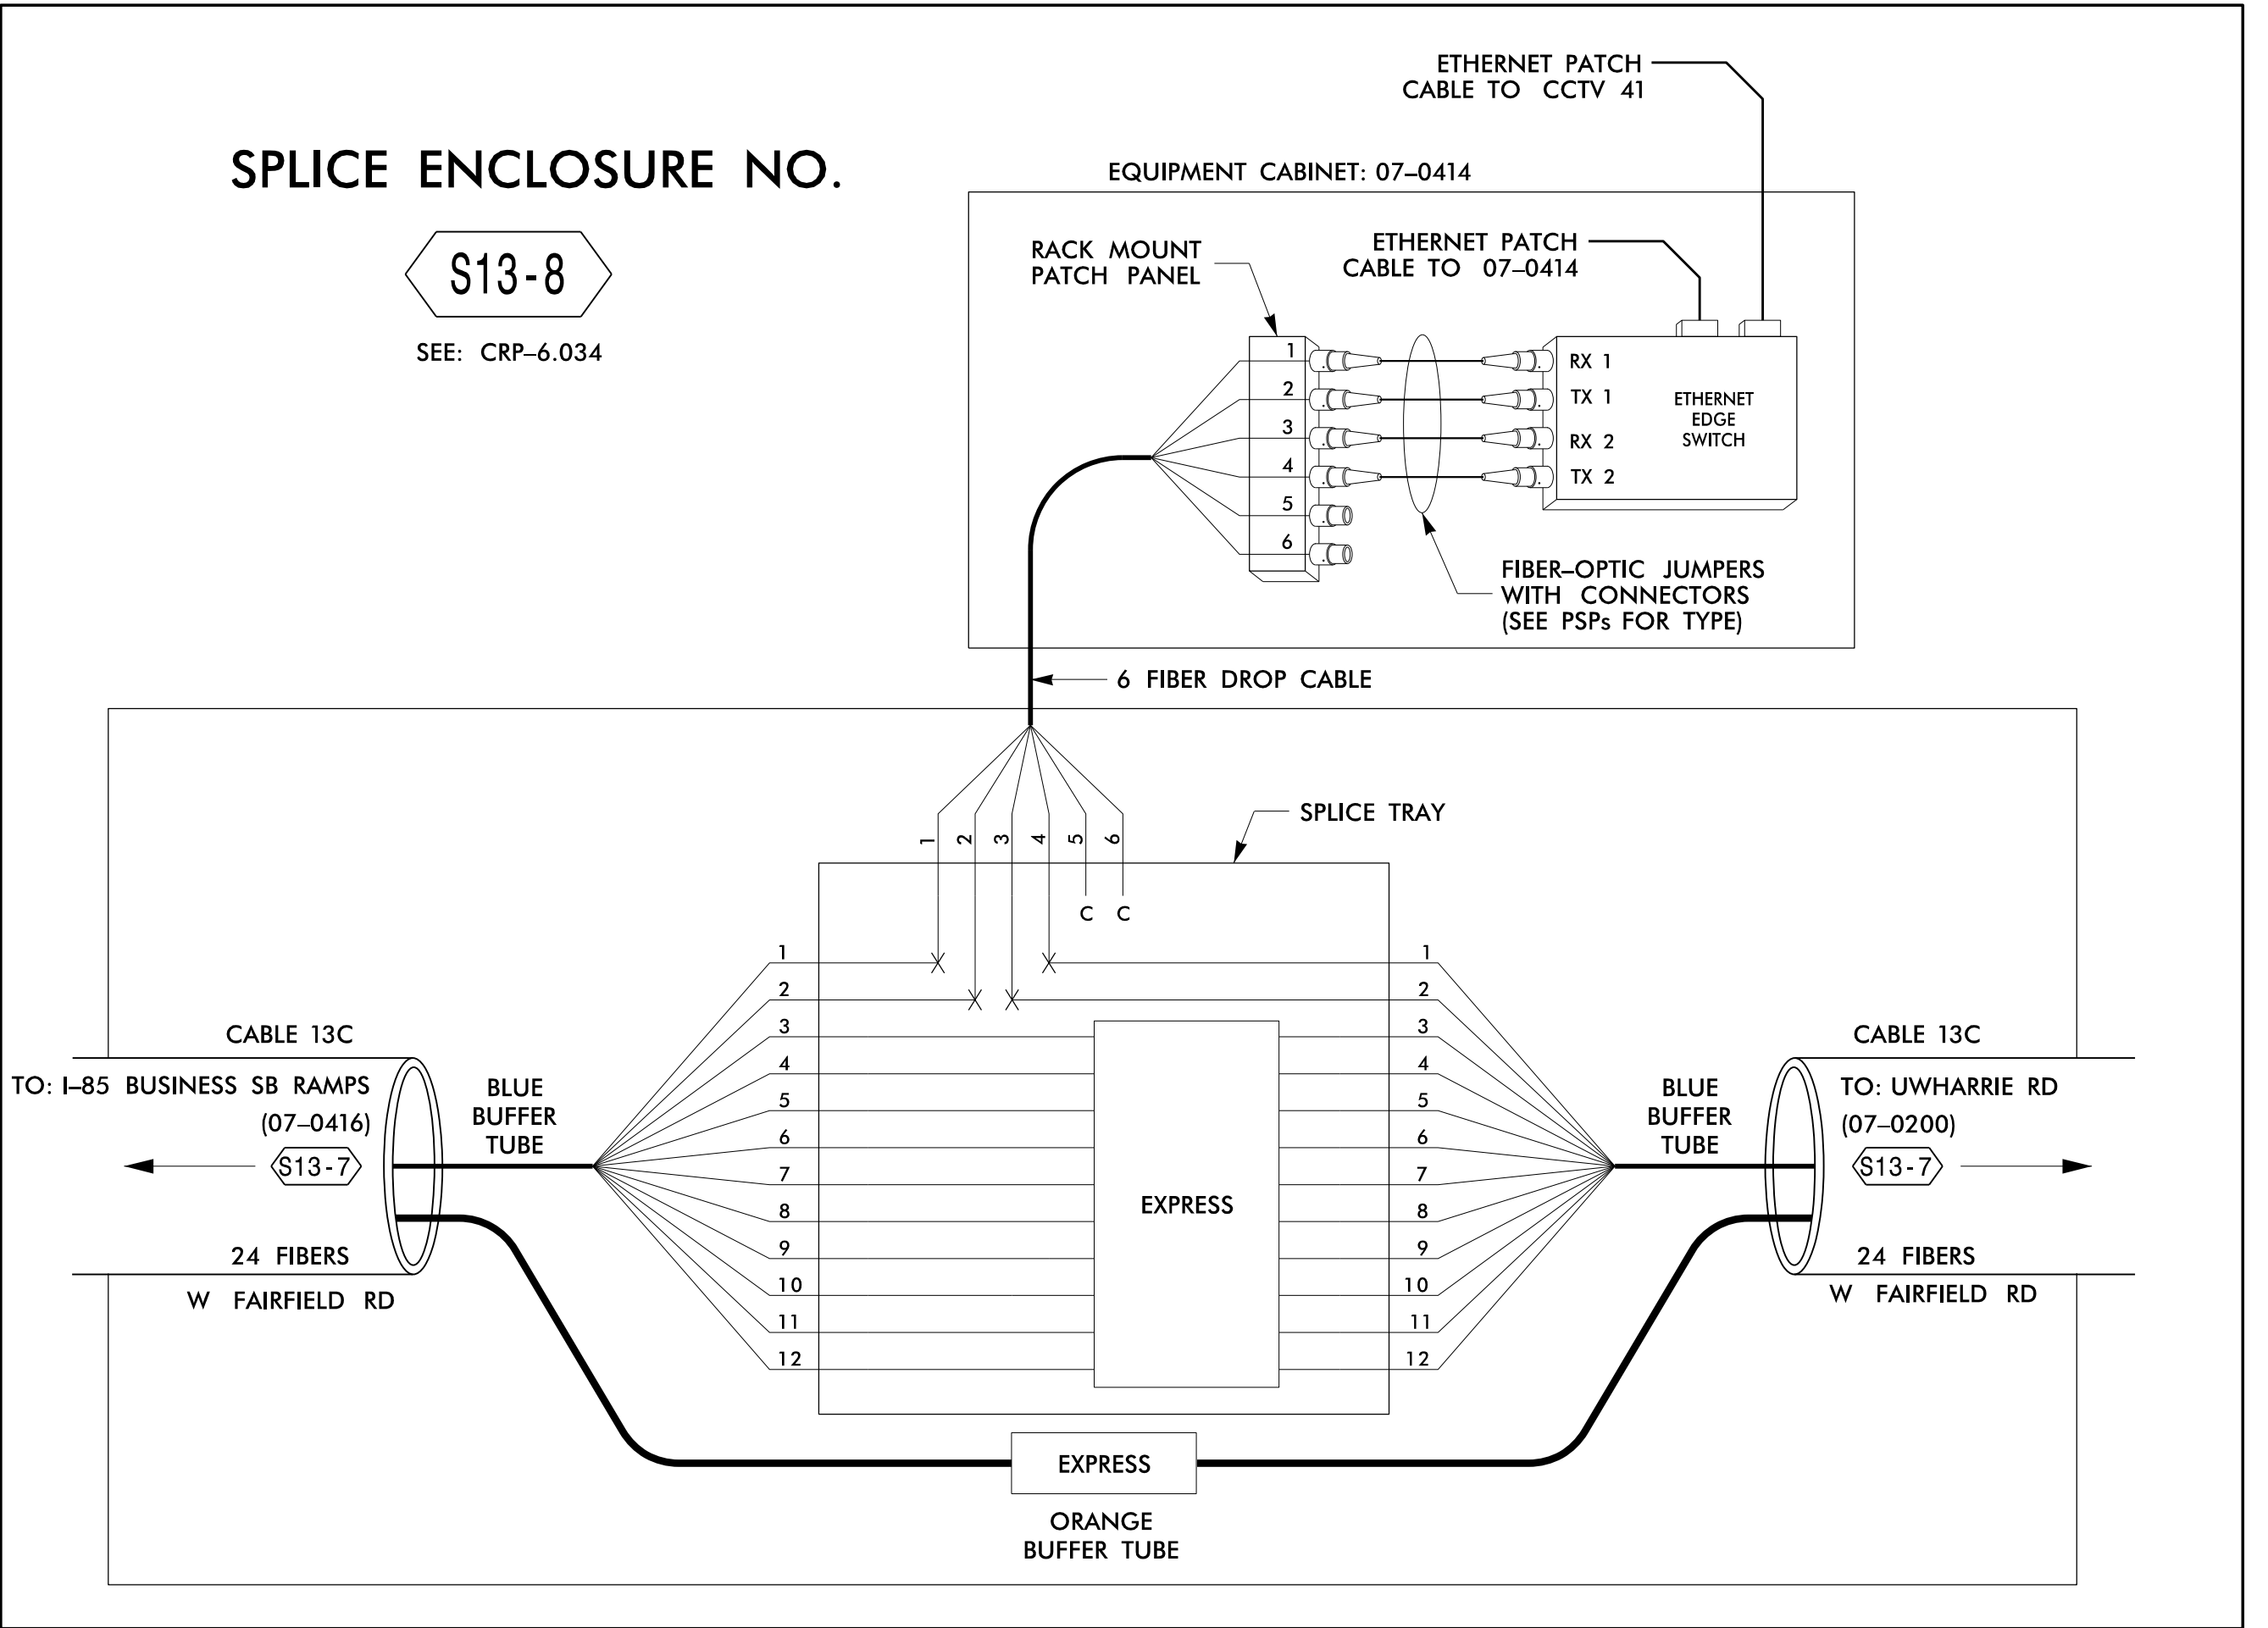 ETHERNET PATCH
CABLE TO CCTV 41
SPLICE ENCLOSURE NO.
S13-8
SEE: CRP–6.034
EQUIPMENT CABINET: 07–0414
RACK MOUNT
PATCH PANEL
ETHERNET PATCH
CABLE TO 07–0414
1
2
3
4
5
6
RX 1
TX 1
RX 2
TX 2
ETHERNET
EDGE
SWITCH
FIBER–OPTIC JUMPERS
WITH CONNECTORS
(SEE PSPs FOR TYPE)
6 FIBER DROP CABLE
1 2 3 4 5 6
SPLICE TRAY
C C
CABLE 13C
TO: I–85 BUSINESS SB RAMPS
(07–0416)
S13-7
24 FIBERS
W FAIRFIELD RD
BLUE
BUFFER
TUBE
1
2
3
4
5
6
7
8
9
10
11
12
EXPRESS
1
2
3
4
5
6
7
8
9
10
11
12
BLUE
BUFFER
TUBE
CABLE 13C
TO: UWHARRIE RD
(07–0200)
S13-7
24 FIBERS
W FAIRFIELD RD
EXPRESS
ORANGE
BUFFER TUBE